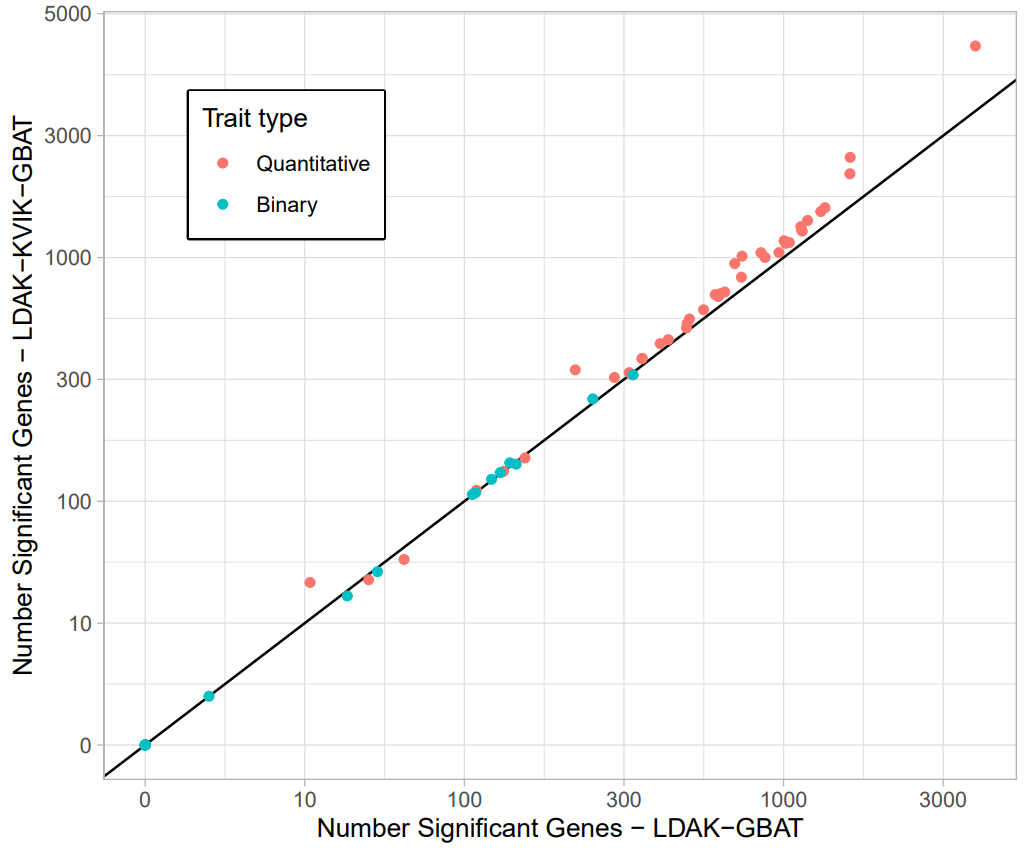 Number Significant Genes − LDAK−KVIK−GBAT
5000
3000
1000
300
100
10
0
Trait type
Quantitative
Binary
0 10 100 300 1000 3000
Number Significant Genes − LDAK−GBAT